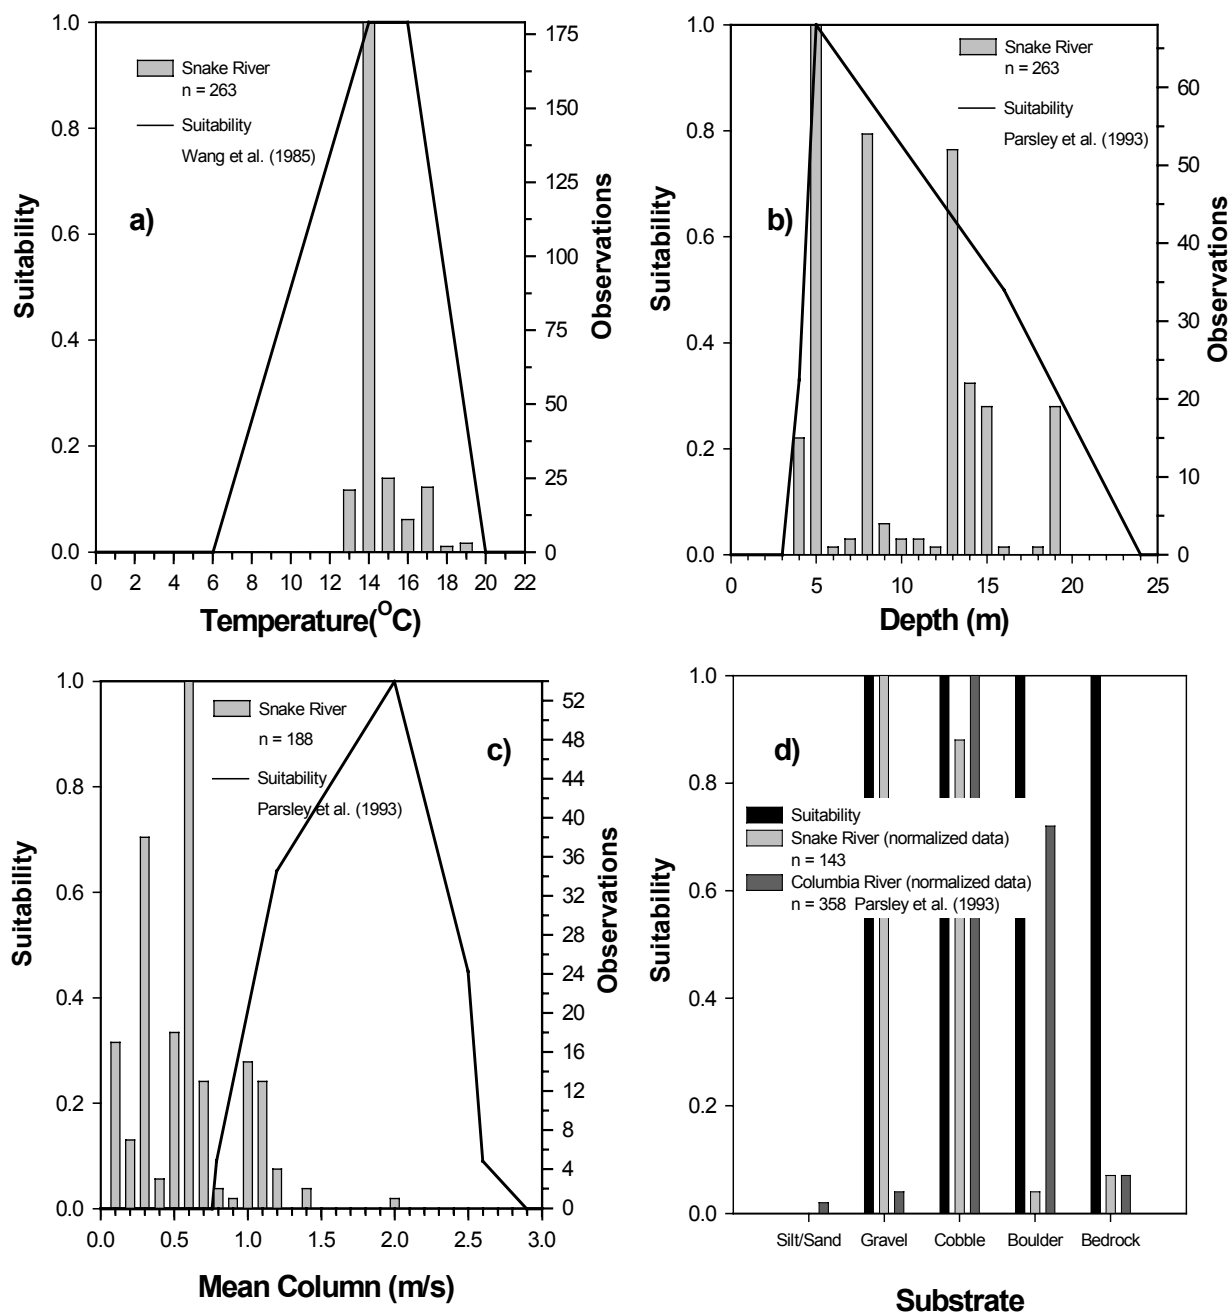 1.0
0.8
0.6
0.4
0.2
0.0
Suitability
Snake River
n = 263
Suitability
Wang et al. (1985)
a)
175
150
125
100
75
50
25
0
Observations
0 2 4 6 8 10 12 14 16 18 20 22
Temperature(OC)
1.0
0.8
0.6
0.4
0.2
0.0
Suitability
Snake River
n = 263
Suitability
Parsley et al. (1993)
b)
60
50
40
30
20
10
0
Observations
0 5 10 15 20 25
Depth (m)
1.0
0.8
0.6
0.4
0.2
0.0
Suitability
Snake River
n = 188
Suitability
Parsley et al. (1993)
c)
52
48
44
40
36
32
28
24
20
16
12
8
4
0
Observations
0.0 0.5 1.0 1.5 2.0 2.5 3.0
Mean Column (m/s)
1.0
0.8
0.6
0.4
0.2
0.0
Suitability
d)
Suitability
Snake River (normalized data)
n = 143
Columbia River (normalized data)
n = 358 Parsley et al. (1993)
Silt/Sand Gravel Cobble Boulder Bedrock
Substrate